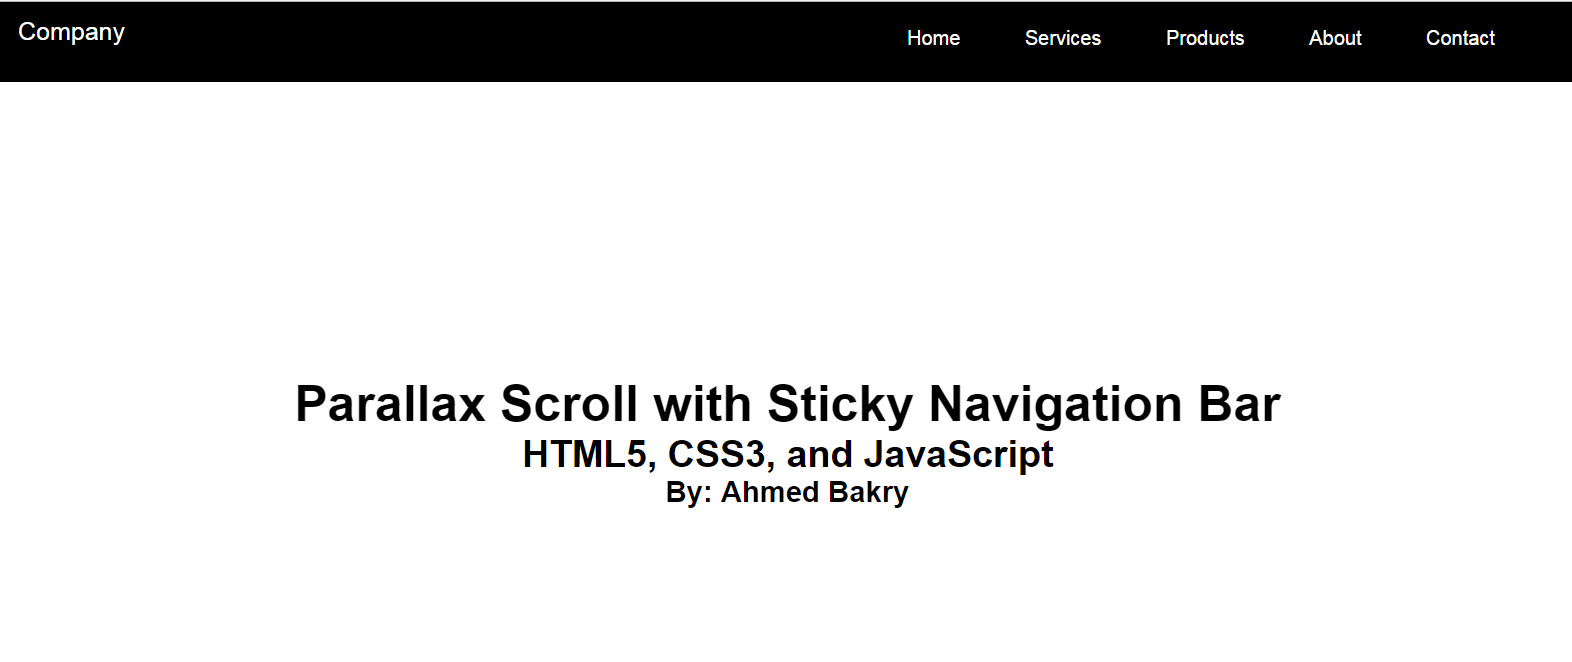 Company
Home Services Products About Contact
Parallax Scroll with Sticky Navigation Bar
HTML5, CSS3, and JavaScript
By: Ahmed Bakry